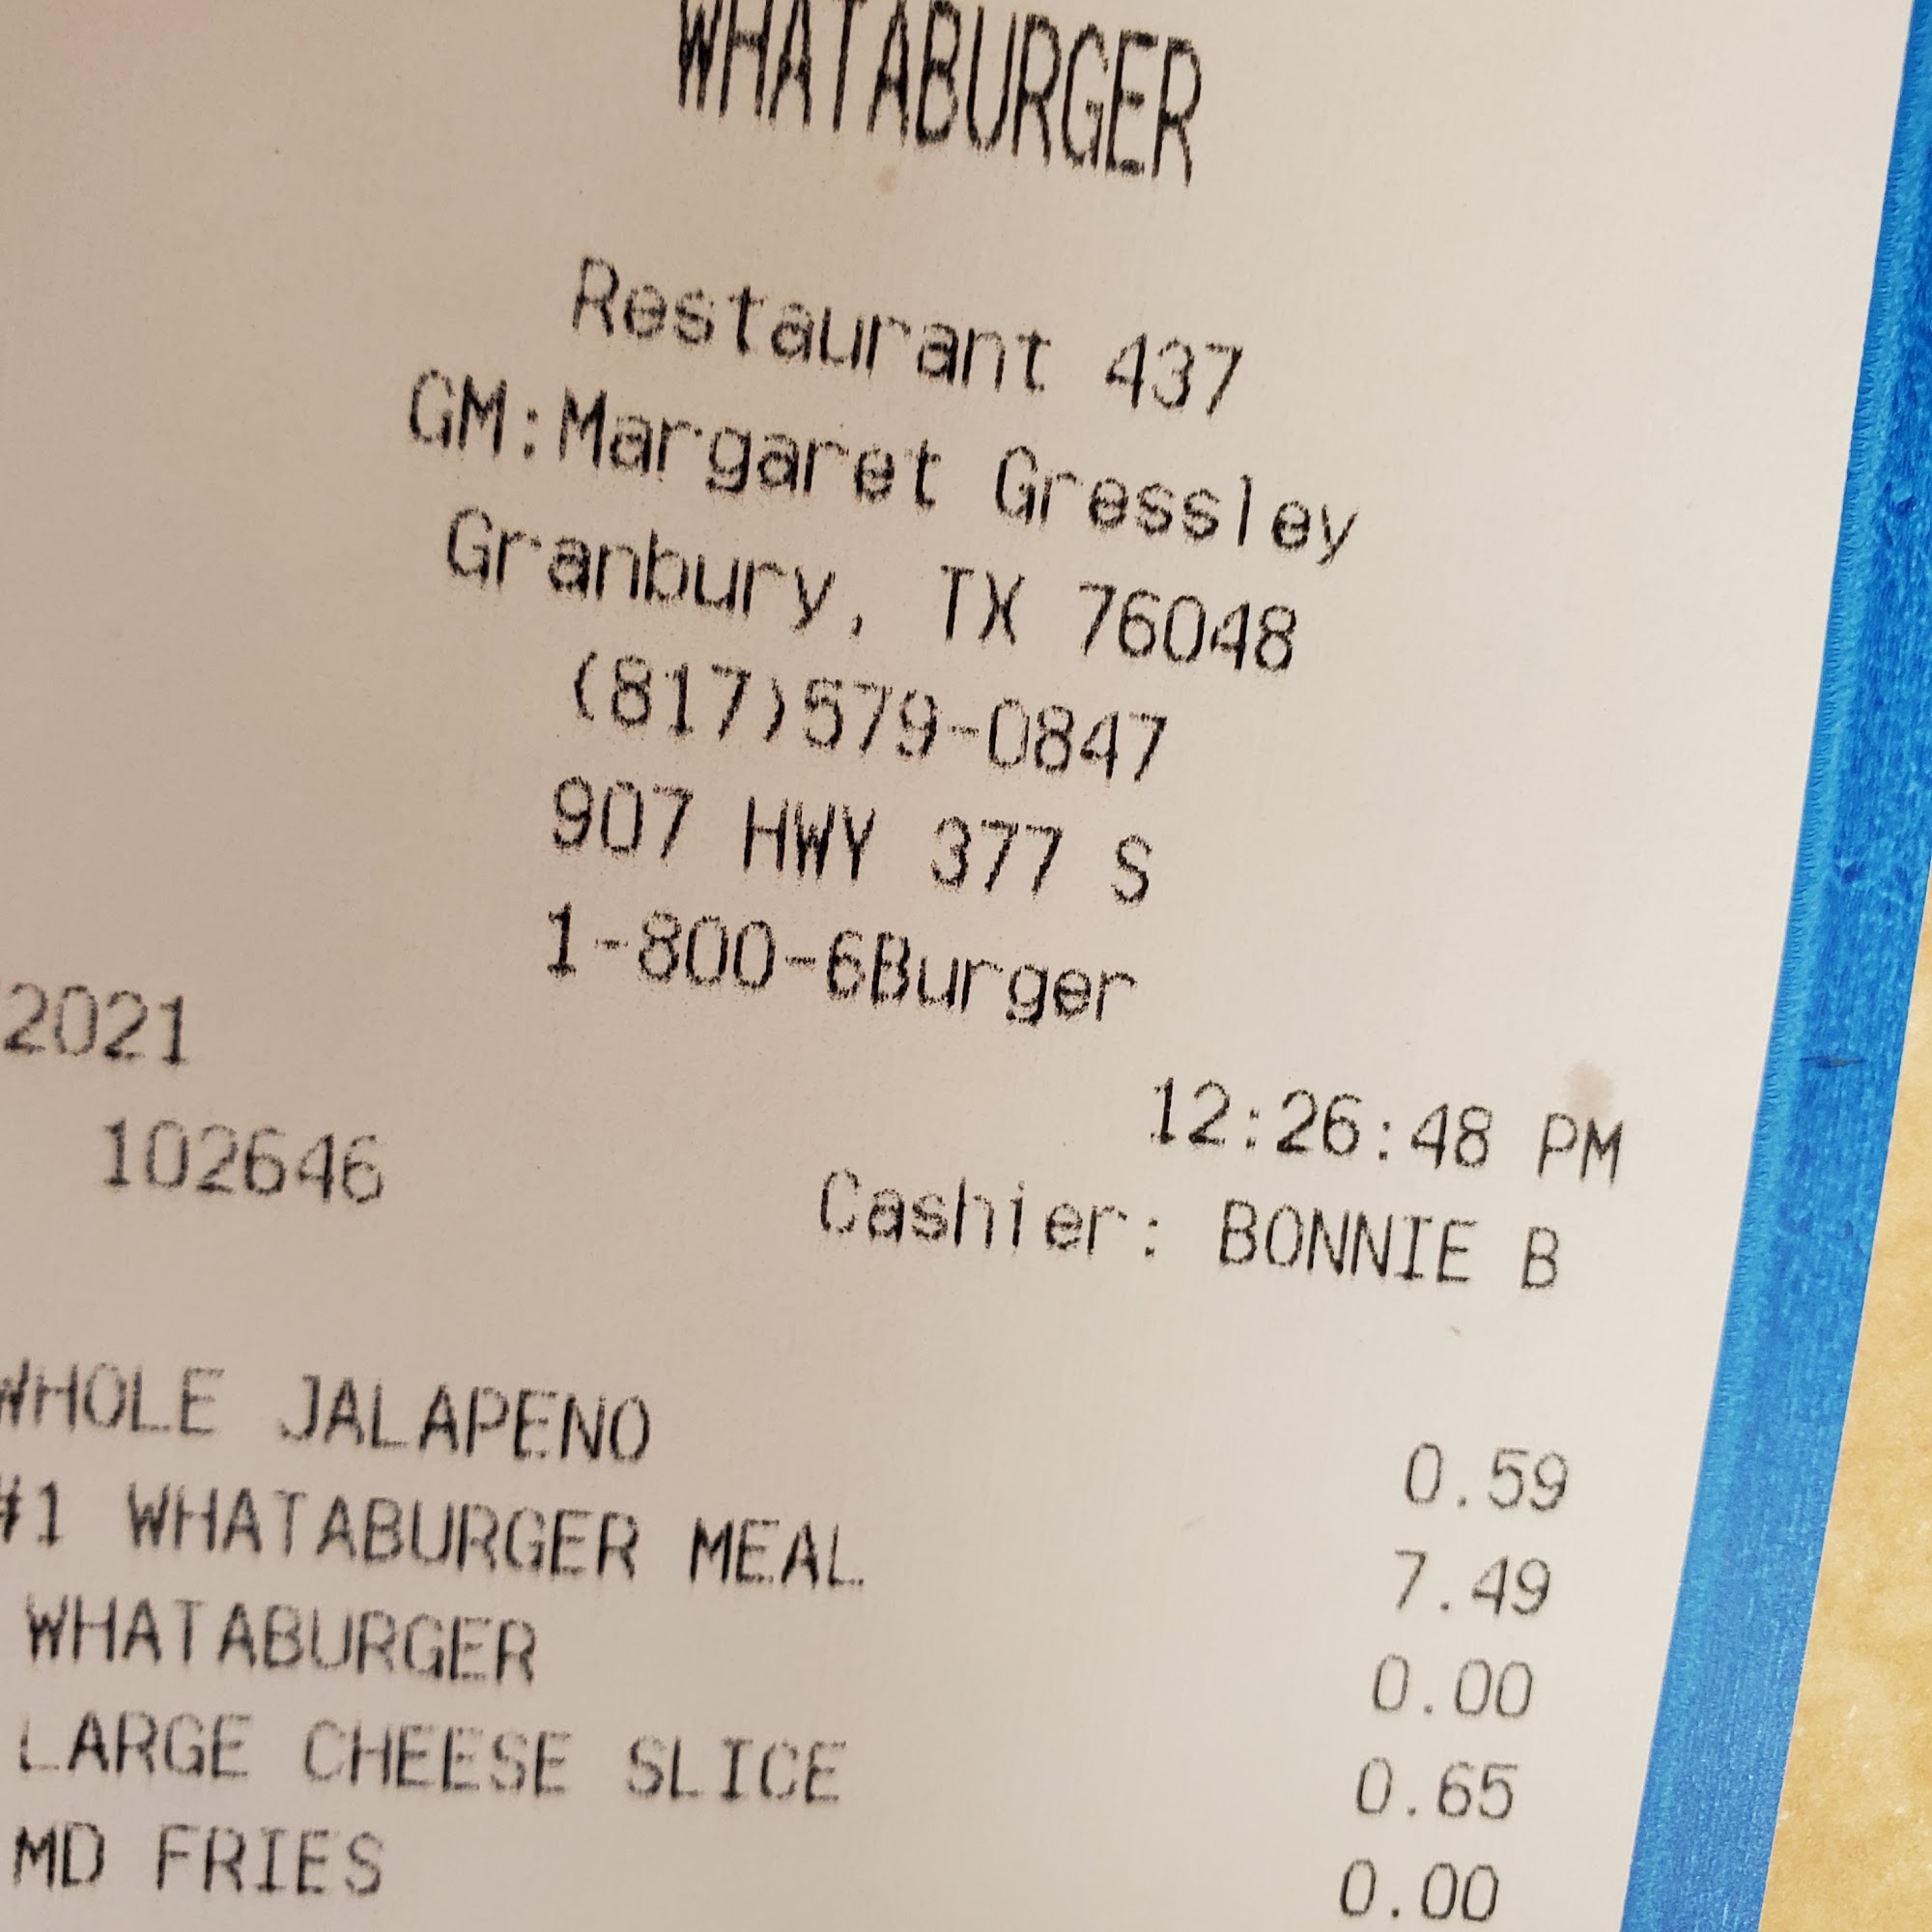 WHATABURGER
Restaurant 437
GM:Margaret Gressley
Granbury, TX 76048
(817)579-0847
907 HWY 377 S
1-800-6Burger
2021 12:26:48 PM
102646 Cashier: BONNIE B
WHOLE JALAPENO 0.59
#1 WHATABURGER MEAL 7.49
WHATABURGER 0.00
LARGE CHEESE SLICE 0.65
MD FRIES 0.00